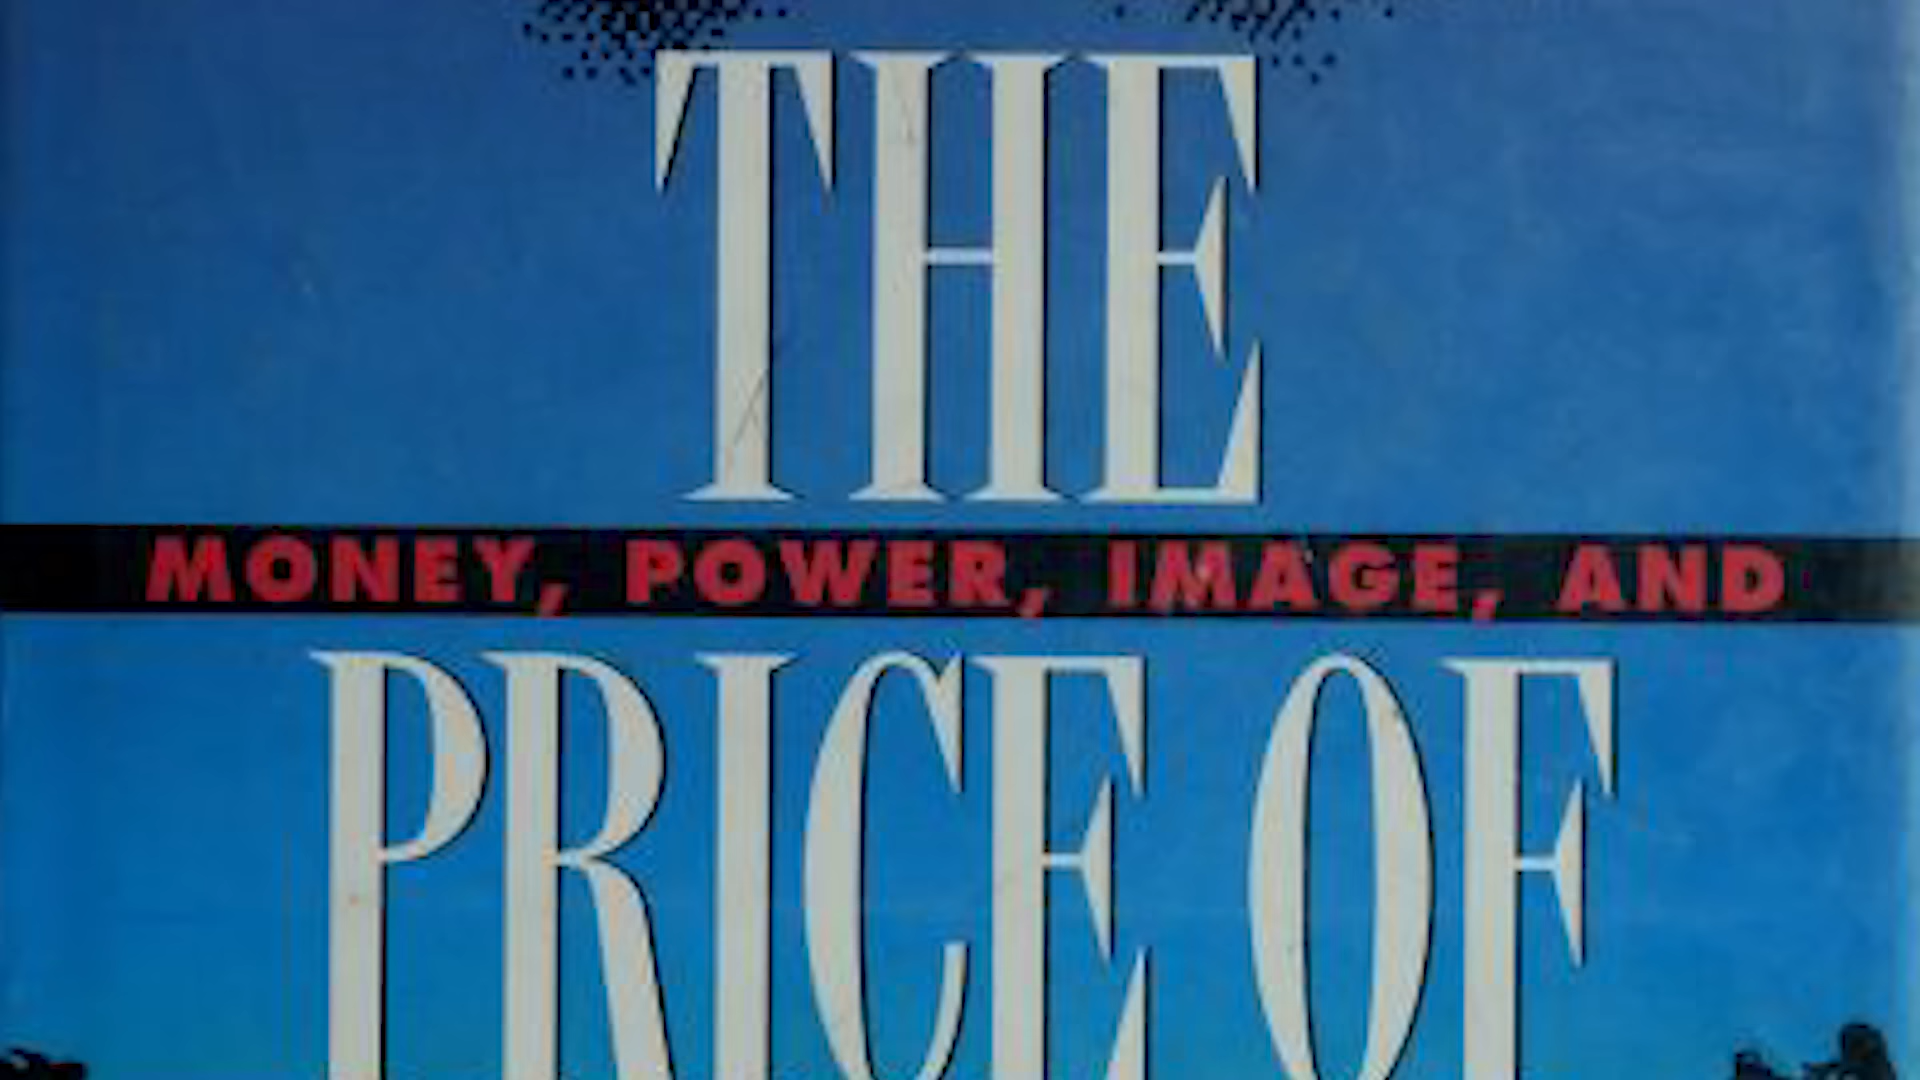 THE
MONEY, POWER, IMAGE, AND
PRICE OF